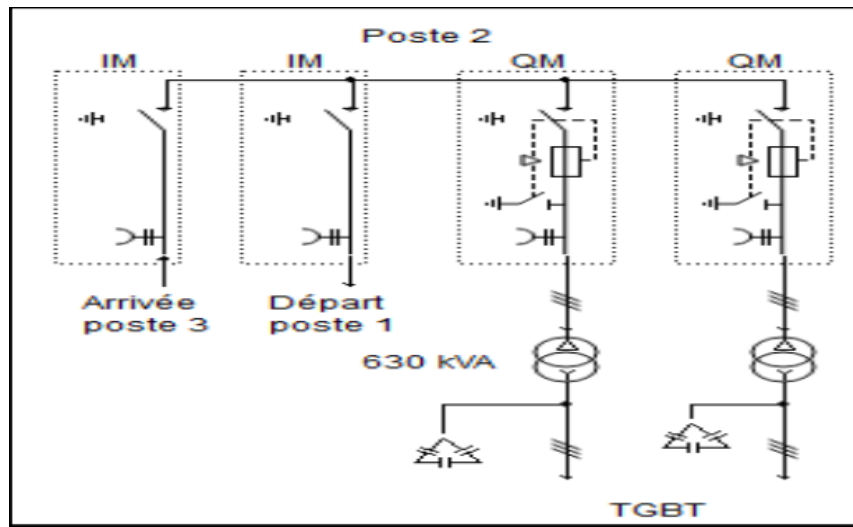 Poste 2
IM IM QM QM
Arrivée Départ
poste 3 poste 1
630 kVA
TGBT